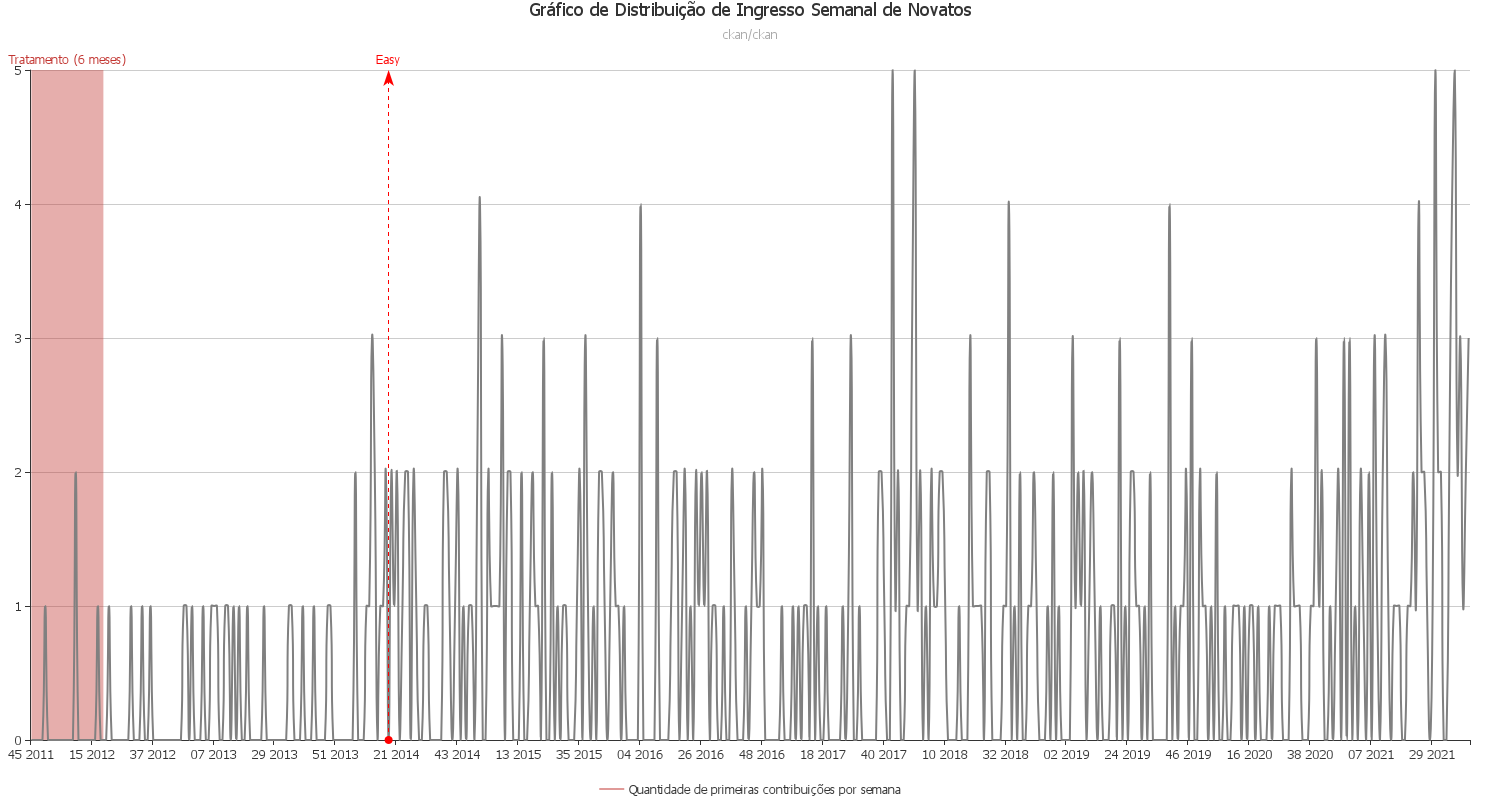 Gráfico de Distribuição de Ingresso Semanal de Novatos
ckan/ckan
Tratamento (6 meses)
Easy
5
4
3
2
1
0
45 2011 15 2012 37 2012 07 2013 29 2013 51 2013 21 2014 43 2014 13 2015 35 2015 04 2016 26 2016 48 2016 18 2017 40 2017 10 2018 32 2018 02 2019 24 2019 46 2019 16 2020 38 2020 07 2021 29 2021
Quantidade de primeiras contribuições por semana